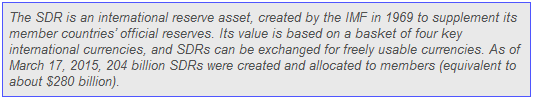 The SDR is an international reserve asset, created by the IMF in 1969 to supplement its
member countries' official reserves. Its value is based on a basket of four key
international currencies, and SDRs can be exchanged for freely usable currencies. As of
March 17, 2015, 204 billion SDRs were created and allocated to members (equivalent to
about $280 billion).